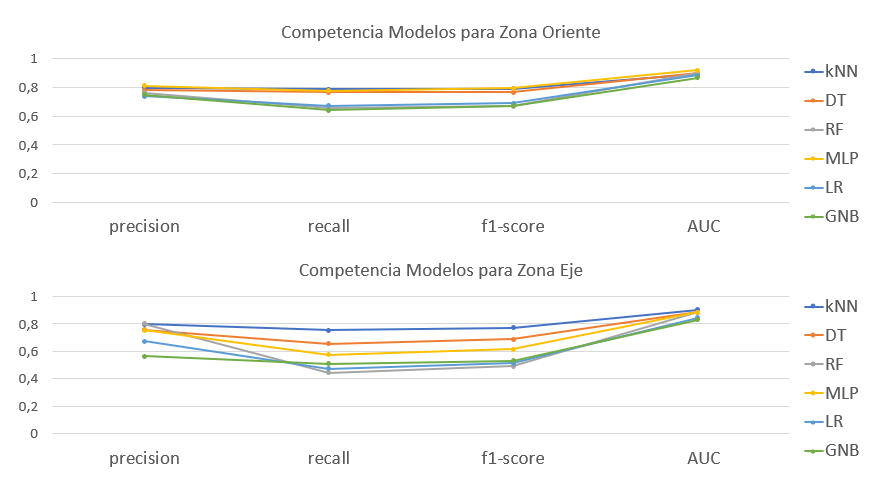 Competencia Modelos para Zona Oriente
1
0,8
0,6
0,4
0,2
0
precision recall f1-score AUC
kNN
DT
RF
MLP
LR
GNB
Competencia Modelos para Zona Eje
1
0,8
0,6
0,4
0,2
0
precision recall f1-score AUC
kNN
DT
RF
MLP
LR
GNB